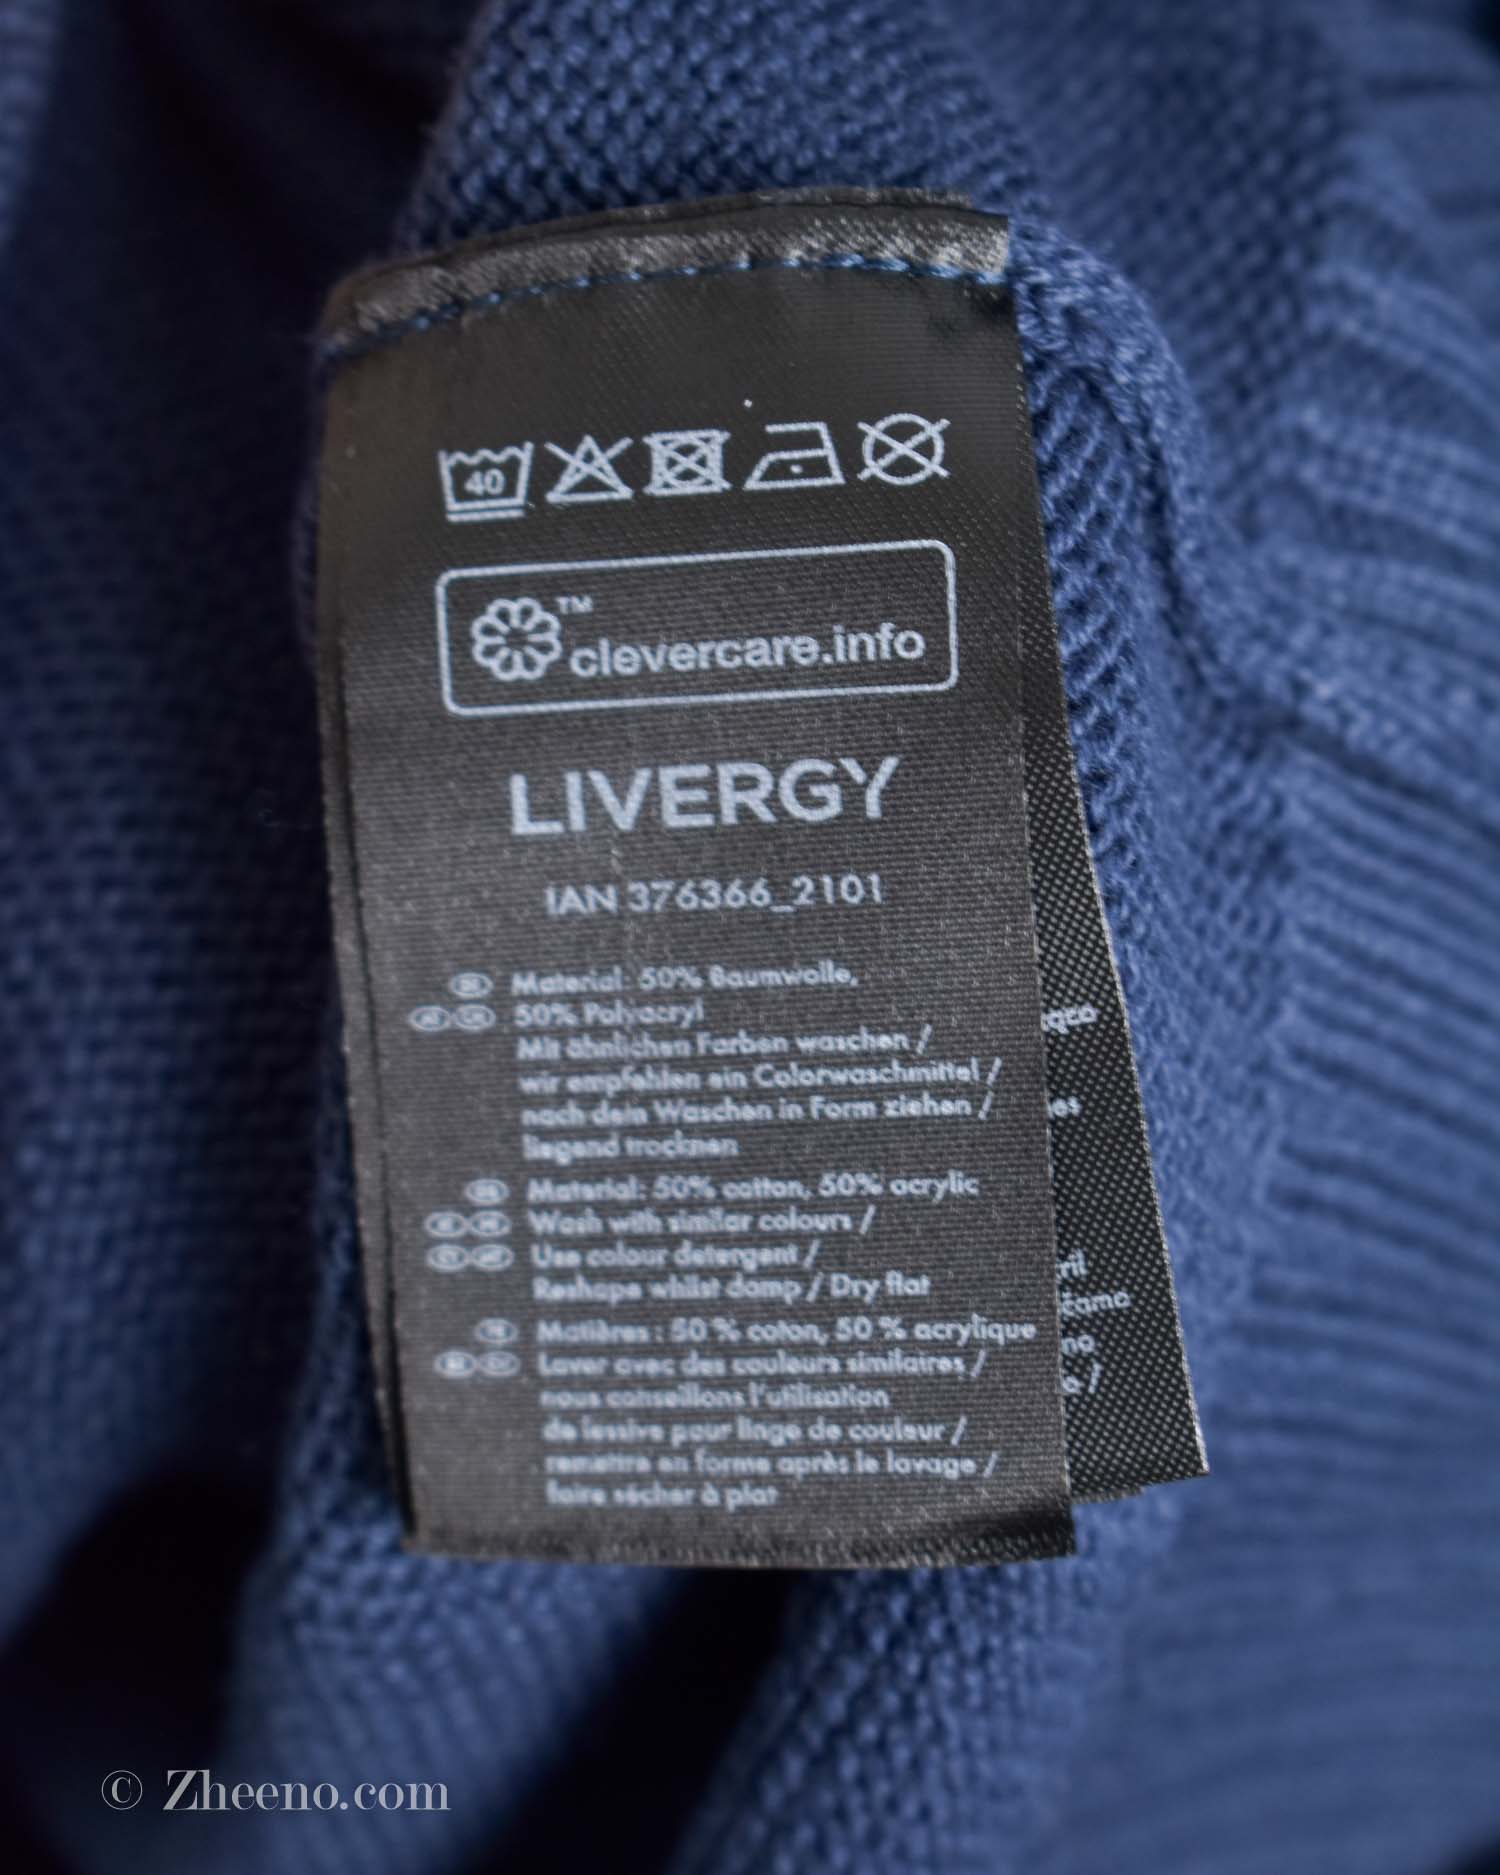 40
™
clevercare.info
LIVERGY
IAN 376366_2101
Material: 50% Baumwolle,
50% Polyacryl
Mit ähnlichen Farben waschen /
wir empfehlen ein Colorwaschmittel /
nach dem Waschen in Form ziehen /
liegend trocknen
Material: 50% cotton, 50% acrylic
Wash with similar colours /
Use colour detergent /
Reshape whilst damp / Dry flat
Matières : 50 % coton, 50 % acrylique
Laver avec des couleurs similaires /
nous conseillons l'utilisation
de lessive pour linge de couleur /
remettre en forme après le lavage /
faire sécher à plat
© Zheeno.com